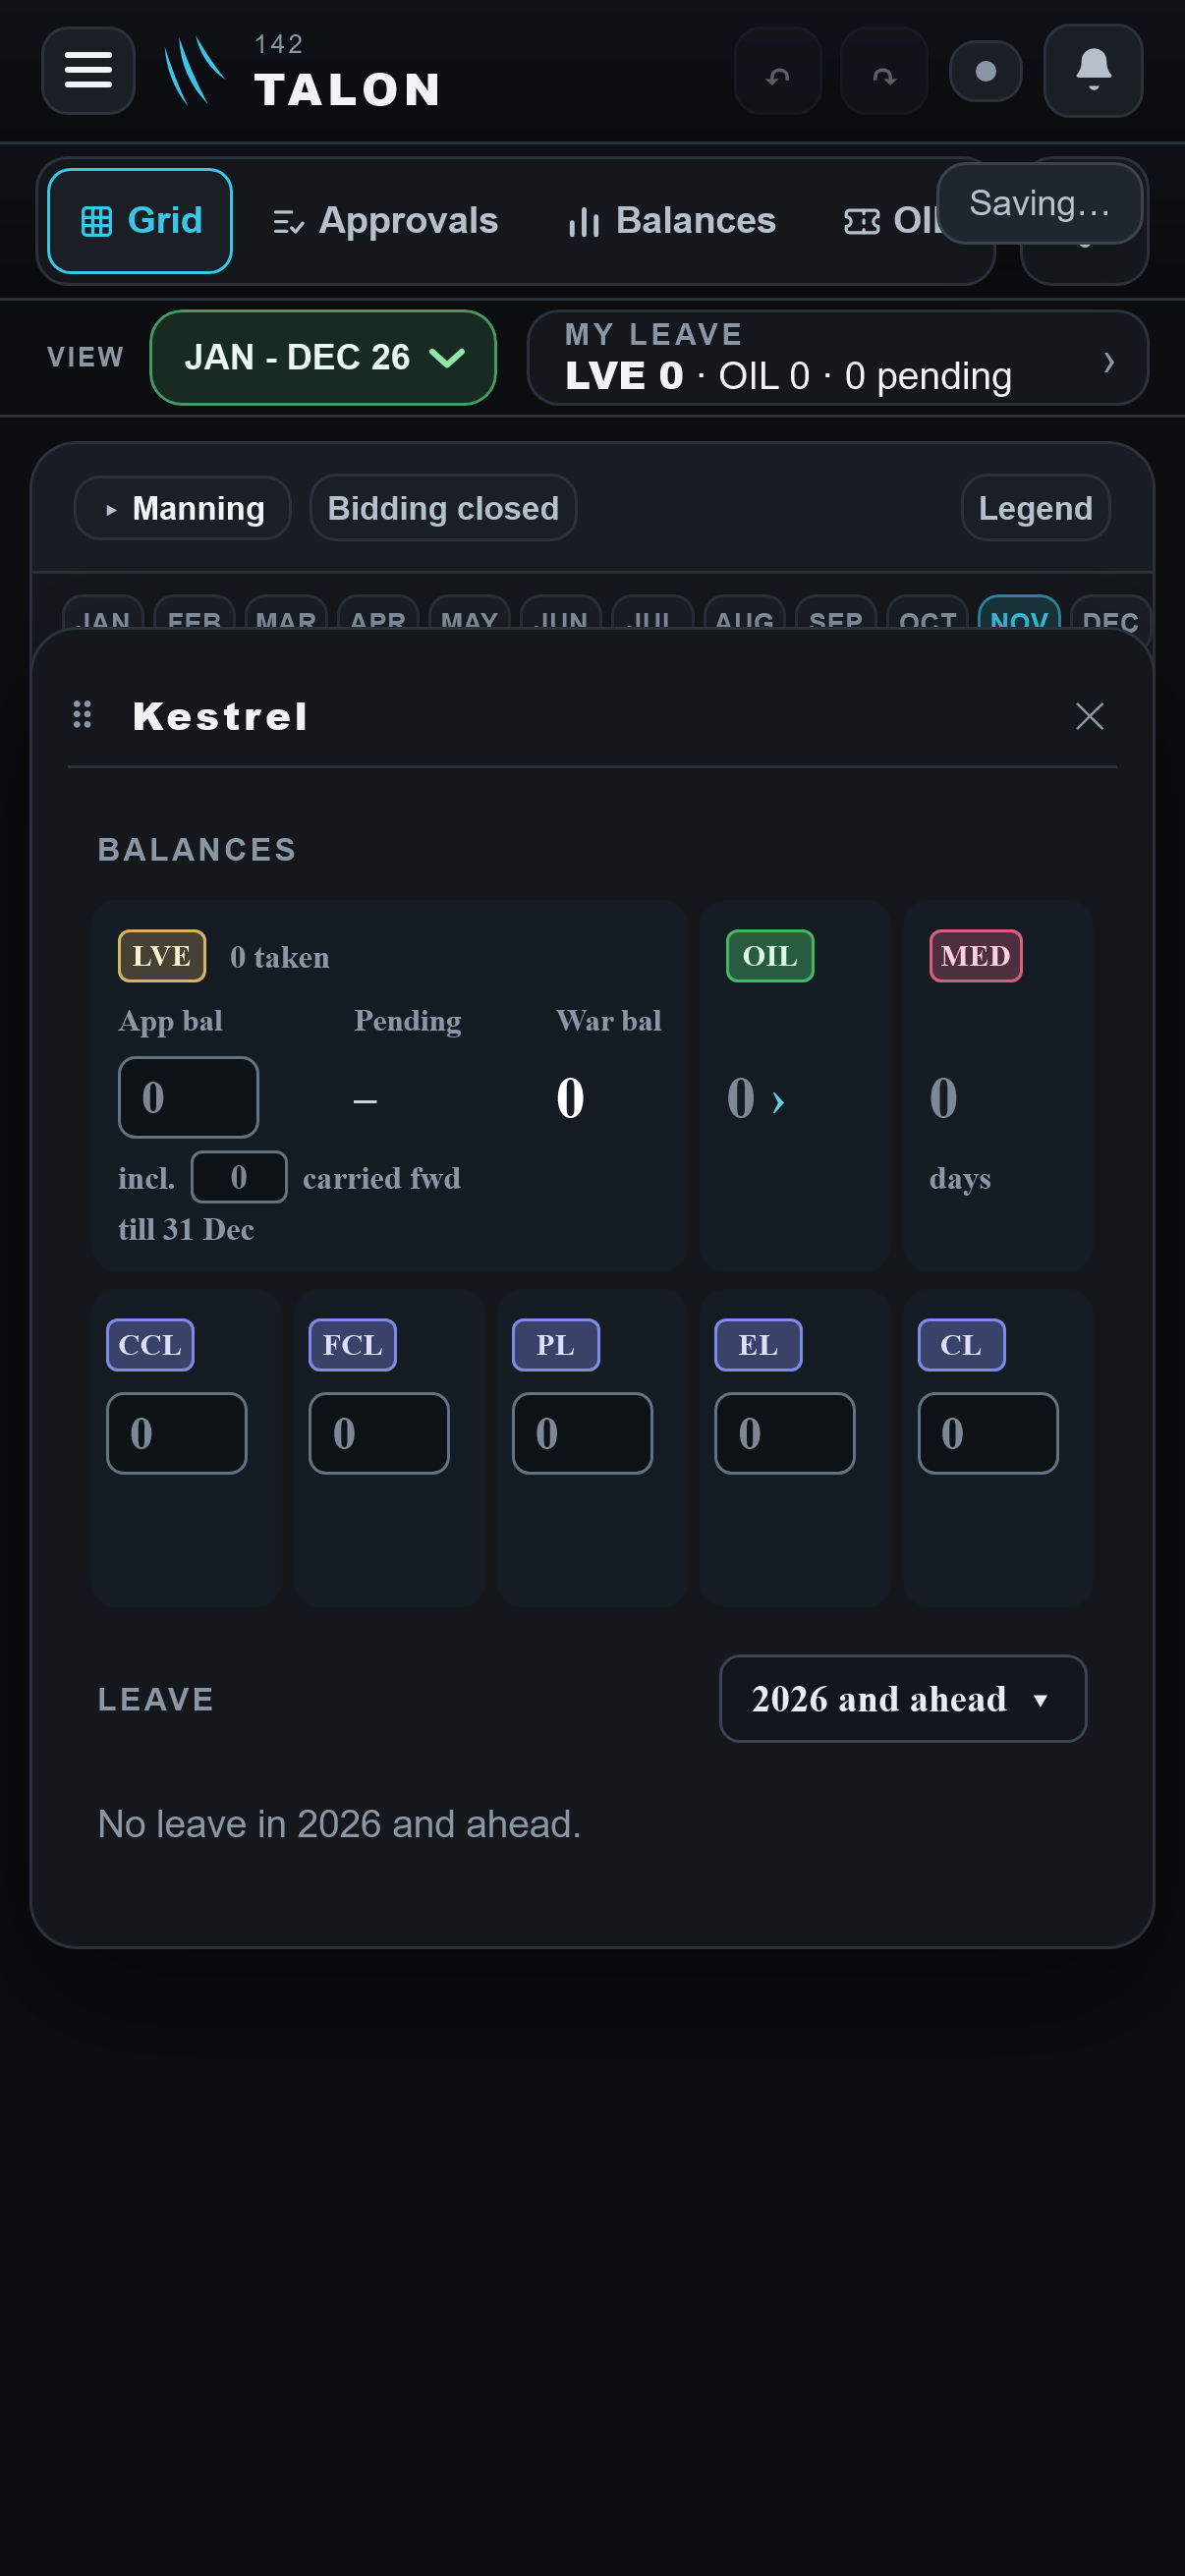 142
TALON
Grid
Approvals
Balances
Saving…
VIEW
JAN - DEC 26
MY LEAVE
LVE 0 · OIL 0 · 0 pending
Manning
Bidding closed
Legend
JAN FEB MAR APR MAY JUN JUL AUG SEP OCT NOV DEC
Kestrel
BALANCES
LVE 0 taken
OIL
MED
App bal Pending War bal
0 – 0
0 ›
0
incl. 0 carried fwd
till 31 Dec
days
CCL FCL PL EL CL
0 0 0 0 0
LEAVE
2026 and ahead
No leave in 2026 and ahead.